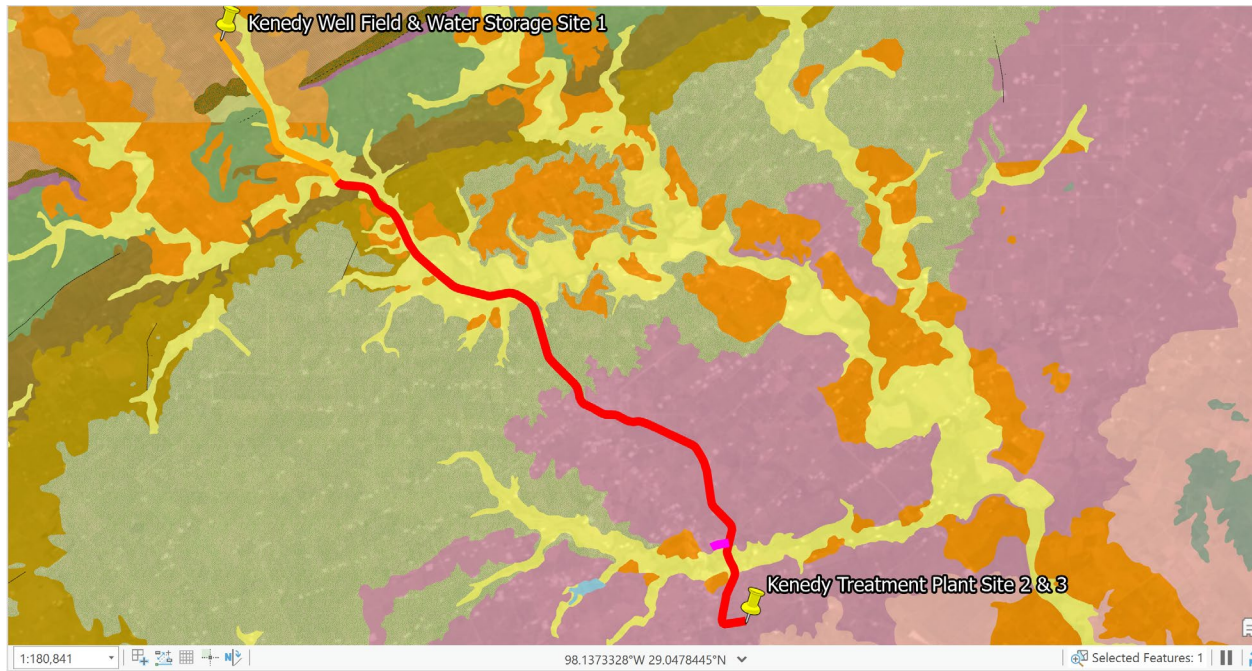 Kenedy Well Field & Water Storage Site 1
Kenedy Treatment Plant Site 2 & 3
1:180,841
98.1373328°W 29.0478445°N
Selected Features: 1